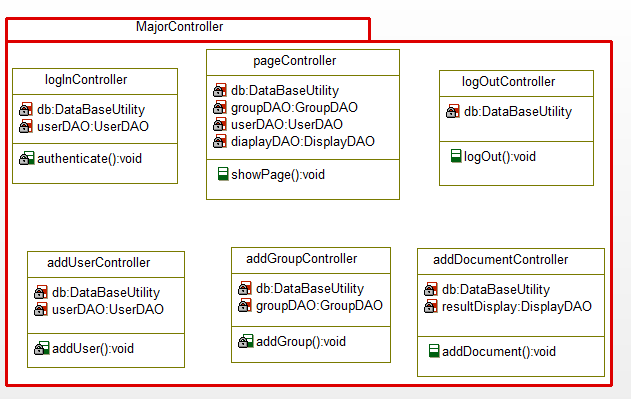 MajorController
logInController
db:DataBaseUtility
userDAO:UserDAO
authenticate():void
pageController
db:DataBaseUtility
groupDAO:GroupDAO
userDAO:UserDAO
diaplayDAO:DisplayDAO
showPage():void
logOutController
db:DataBaseUtility
logOut():void
addUserController
db:DataBaseUtility
userDAO:UserDAO
addUser():void
addGroupController
db:DataBaseUtility
groupDAO:GroupDAO
addGroup():void
addDocumentController
db:DataBaseUtility
resultDisplay:DisplayDAO
addDocument():void